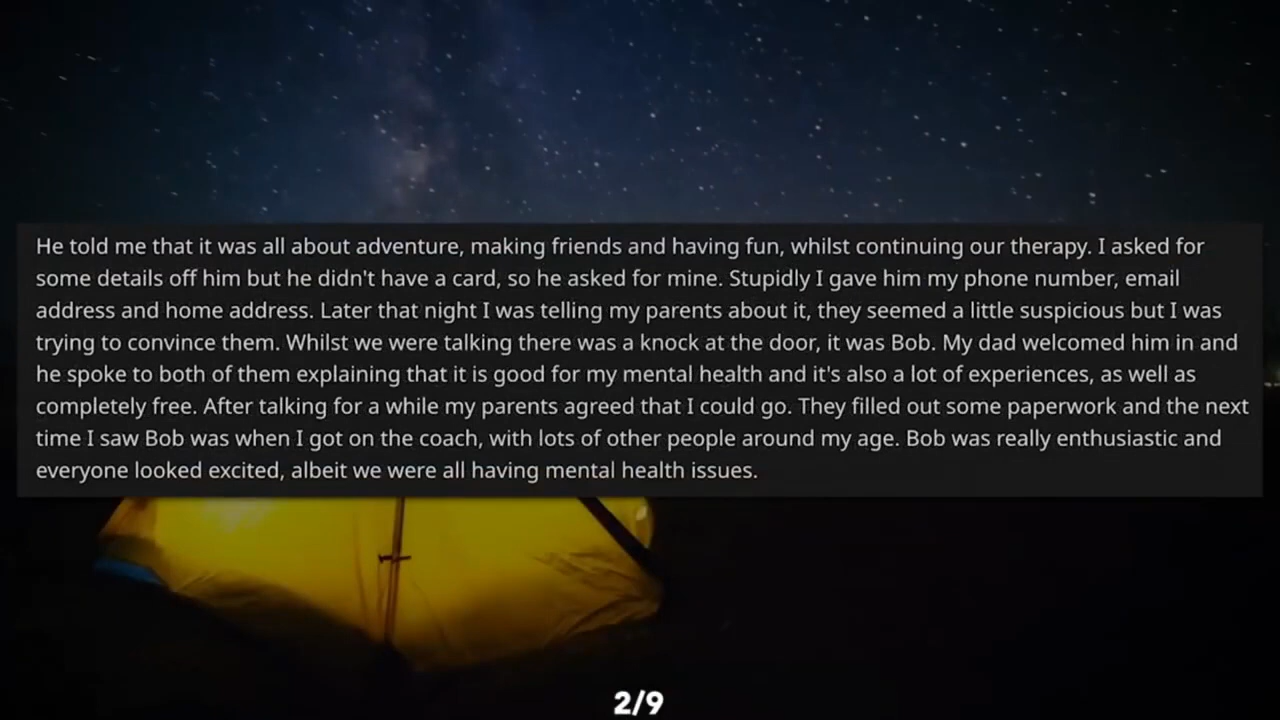 He told me that it was all about adventure, making friends and having fun, whilst continuing our therapy. I asked for
some details off him but he didn't have a card, so he asked for mine. Stupidly I gave him my phone number, email
address and home address. Later that night I was telling my parents about it, they seemed a little suspicious but I was
trying to convince them. Whilst we were talking there was a knock at the door, it was Bob. My dad welcomed him in and
he spoke to both of them explaining that it is good for my mental health and it's also a lot of experiences, as well as
completely free. After talking for a while my parents agreed that I could go. They filled out some paperwork and the next
time I saw Bob was when I got on the coach, with lots of other people around my age. Bob was really enthusiastic and
everyone looked excited, albeit we were all having mental health issues.
2/9